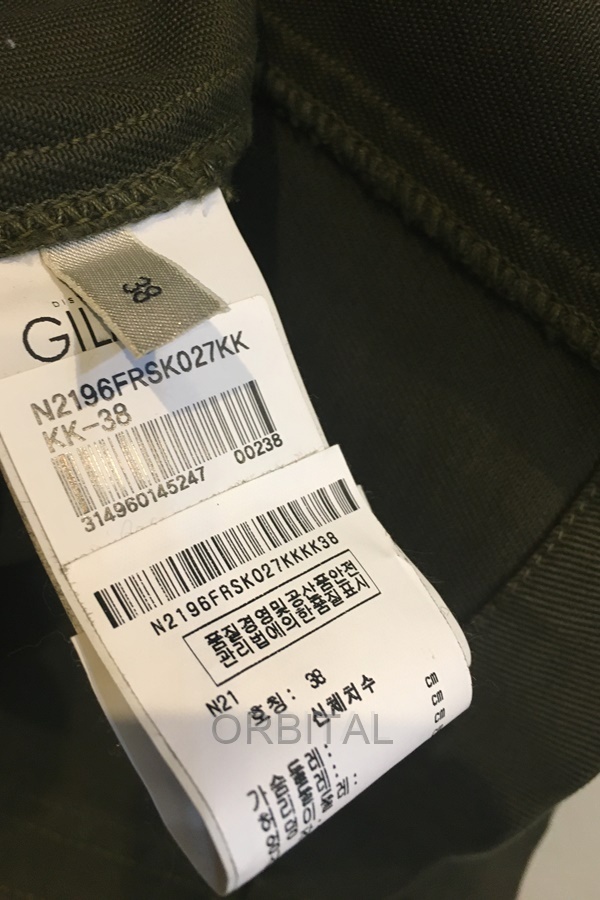 38
DIS
GIL
N2196FRSK027KK
KK-38
314960145247 00238
N2196FRSK027KKKK38
품질경영및공산품안전
관리법에의한품질표시
N21 호칭: 38
신체치수
cm
cm
cm
ORBITAL